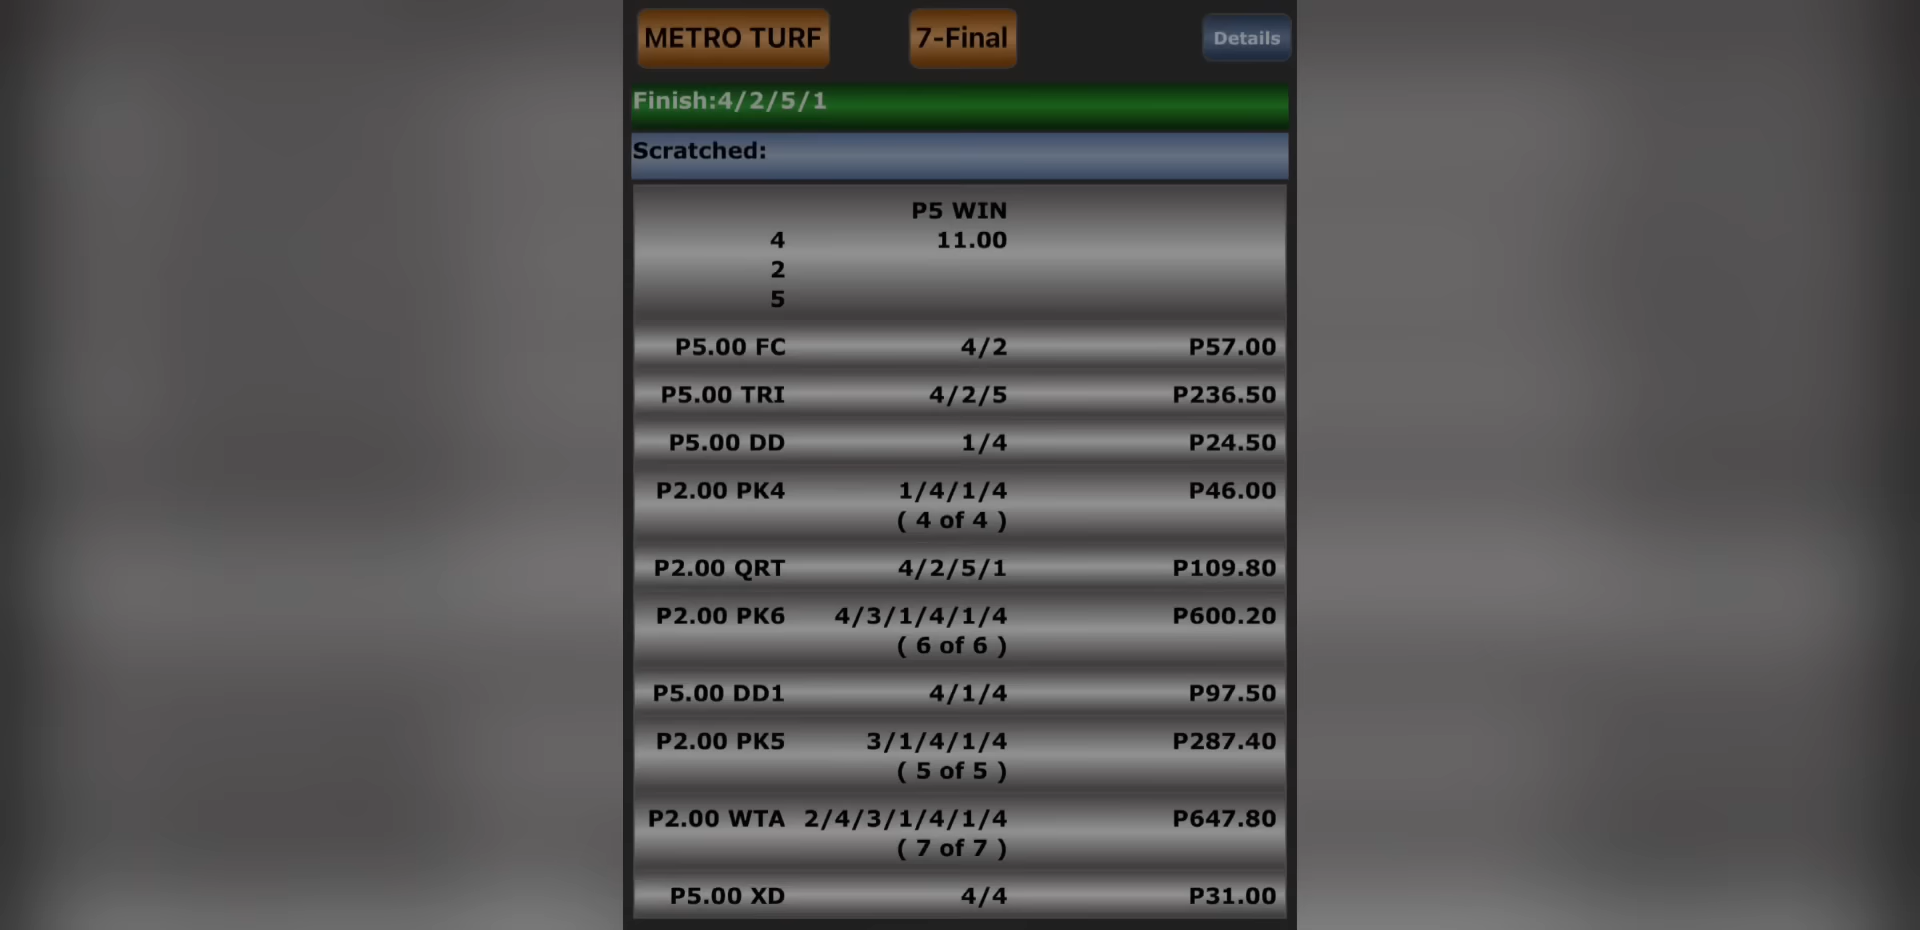 METRO TURF 7-Final Details
Finish:4/2/5/1
Scratched:
P5 WIN
4 11.00
2
5
P5.00 FC 4/2 P57.00
P5.00 TRI 4/2/5 P236.50
P5.00 DD 1/4 P24.50
P2.00 PK4 1/4/1/4 P46.00
( 4 of 4 )
P2.00 QRT 4/2/5/1 P109.80
P2.00 PK6 4/3/1/4/1/4 P600.20
( 6 of 6 )
P5.00 DD1 4/1/4 P97.50
P2.00 PK5 3/1/4/1/4 P287.40
( 5 of 5 )
P2.00 WTA 2/4/3/1/4/1/4 P647.80
( 7 of 7 )
P5.00 XD 4/4 P31.00